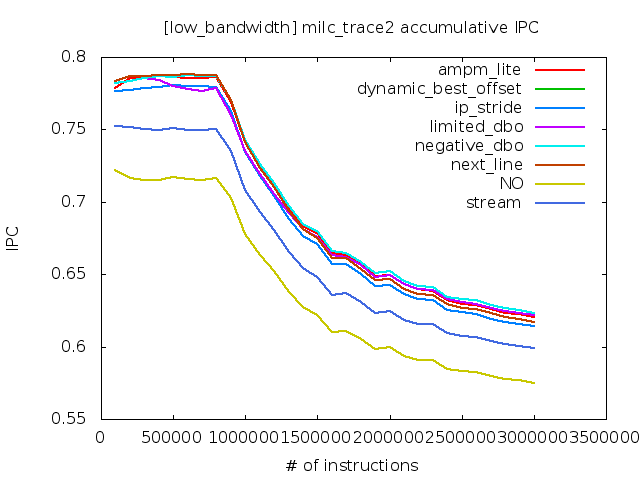 [low_bandwidth] milc_trace2 accumulative IPC
0.8
0.75
0.7
0.65
0.6
0.55
IPC
ampm_lite
dynamic_best_offset
ip_stride
limited_dbo
negative_dbo
next_line
NO
stream
0 500000 1000000 1500000 2000000 2500000 3000000 3500000
# of instructions